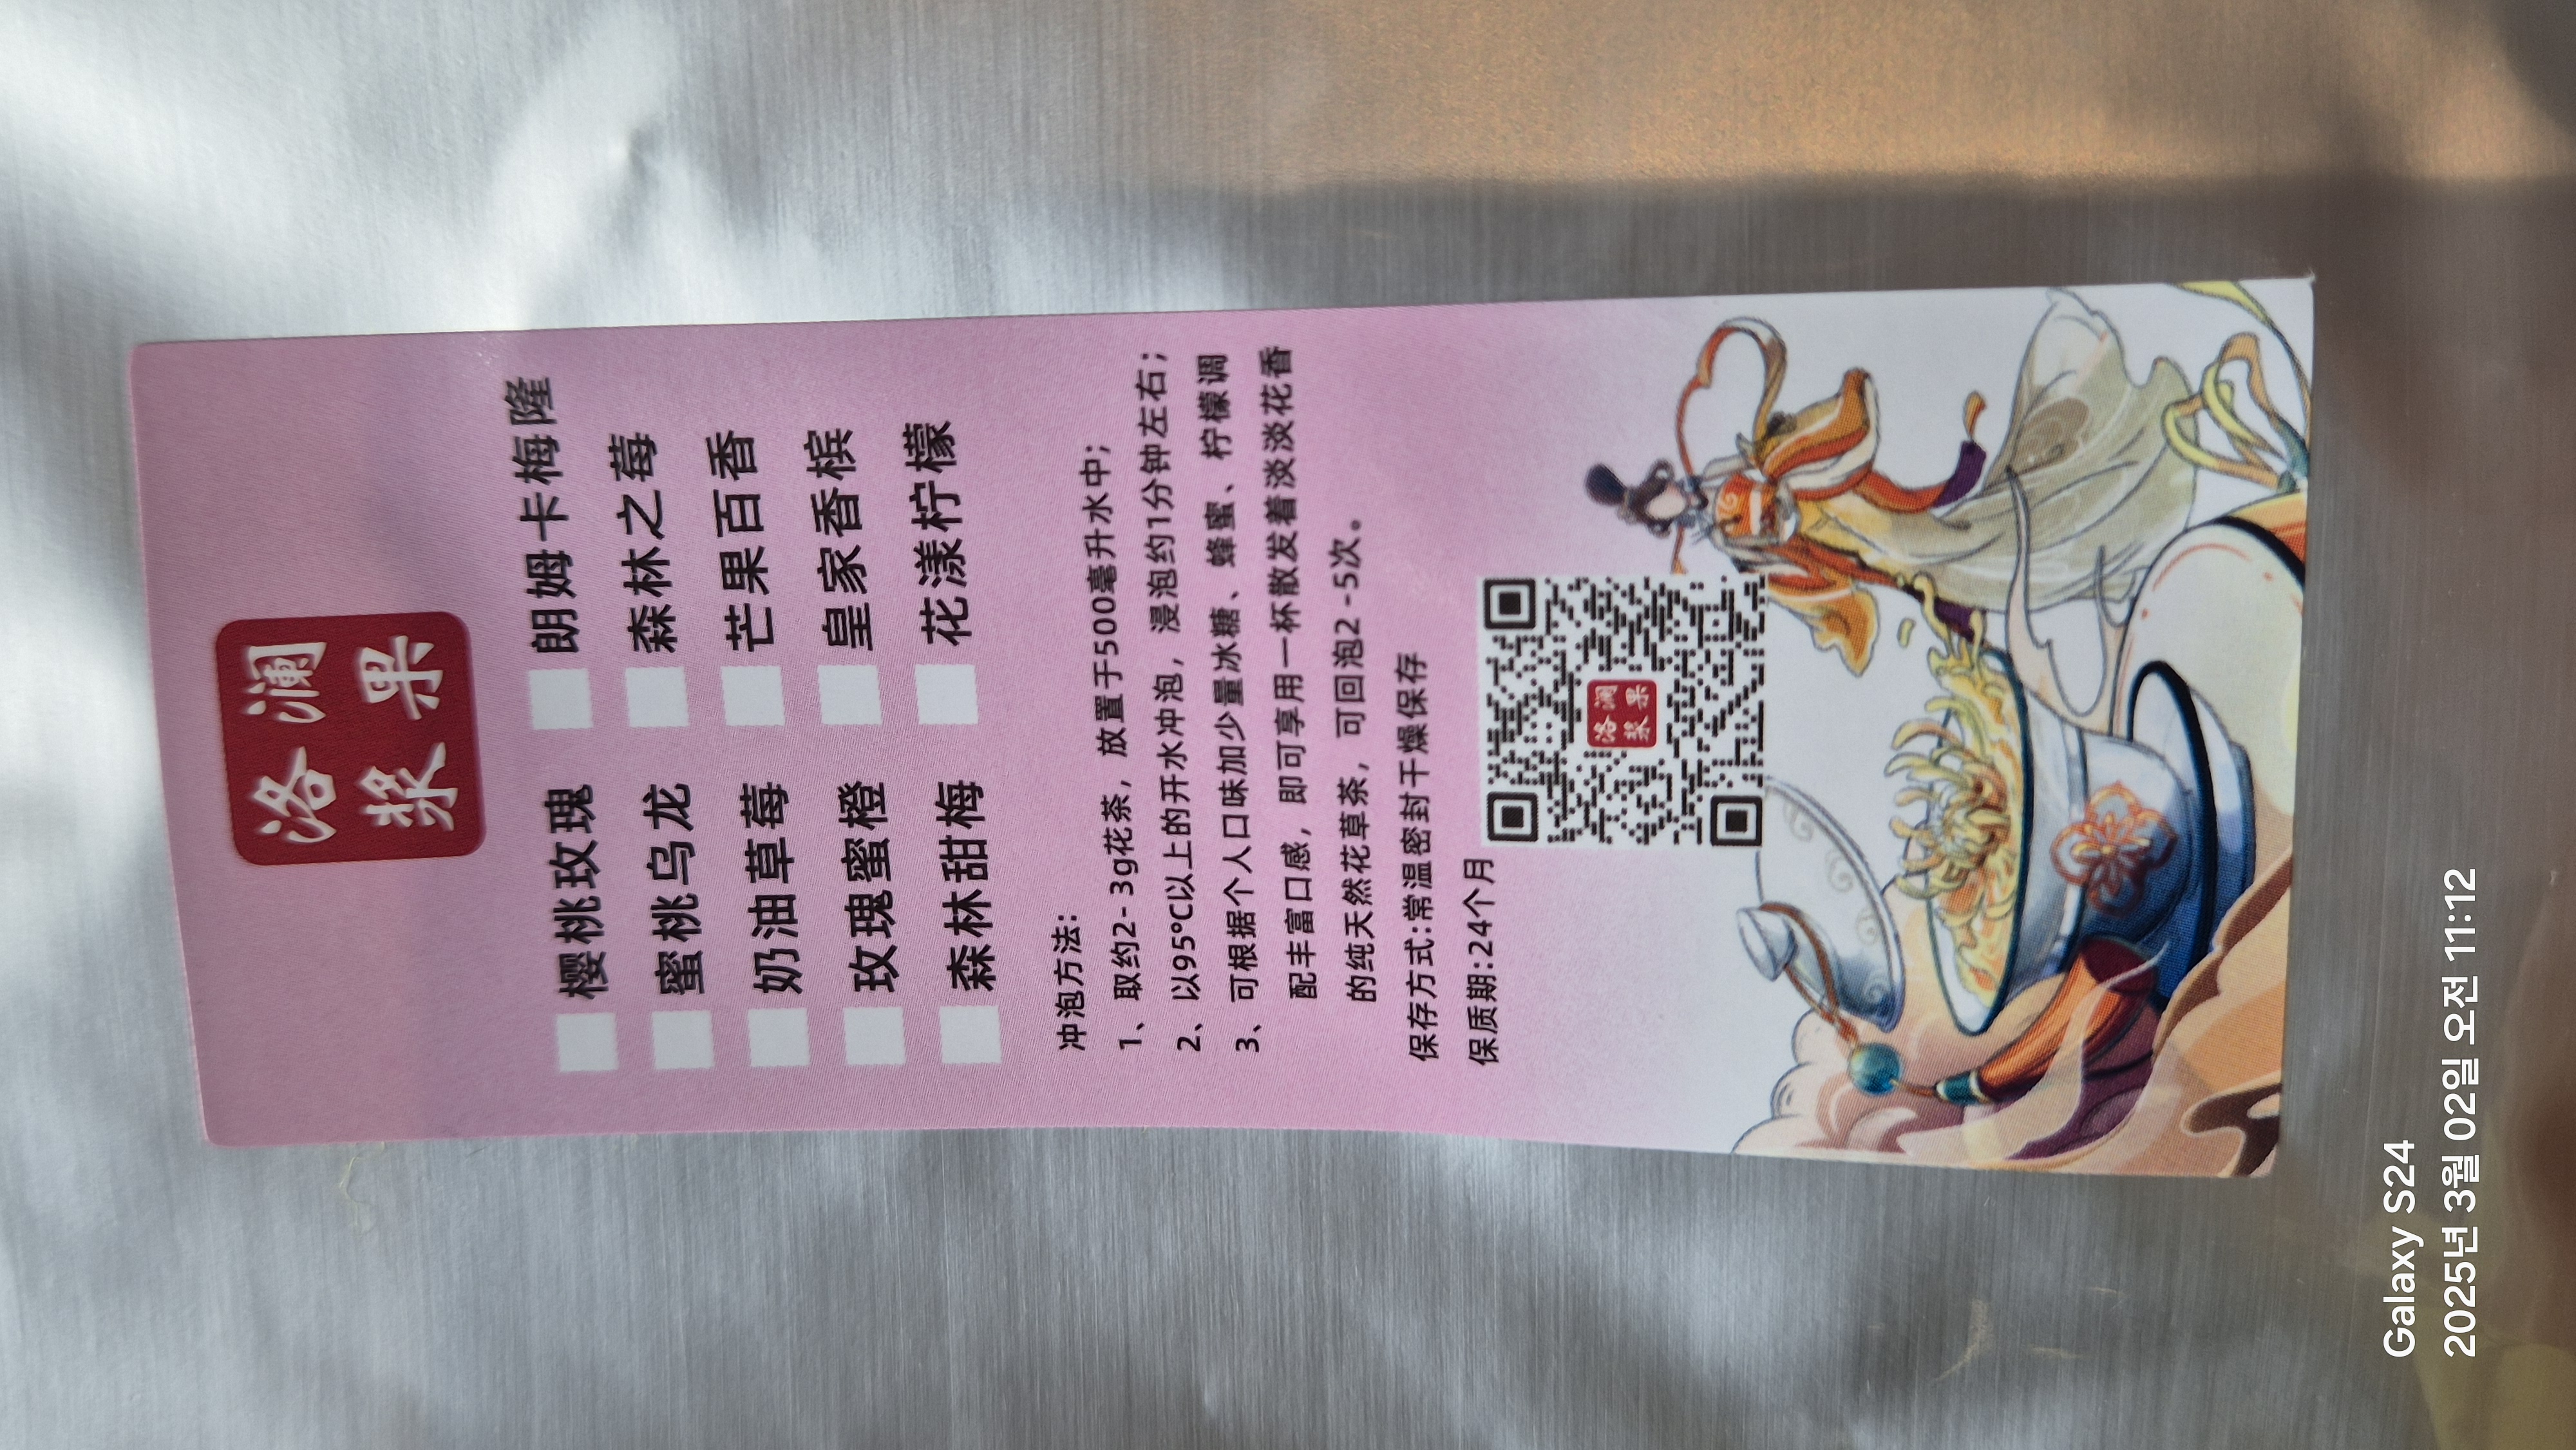 洛澜
浆果
樱桃玫瑰 朗姆卡梅隆
蜜桃乌龙 森林之莓
奶油草莓 芒果百香
玫瑰蜜橙 皇家香槟
森林甜梅 花漾柠檬
冲泡方法：
1、取约2-3g花茶，放置于500毫升水中；
2、以95℃以上的开水冲泡，浸泡约1分钟左右；
3、可根据个人口味加少量冰糖、蜂蜜、柠檬调
配丰富口感，即可享用一杯散发着淡淡花香
的纯天然花草茶，可回泡2-5次。
保存方式:常温密封干燥保存
保质期:24个月
洛澜
浆果
Galaxy S24
2025년 3월 02일 오전 11:12